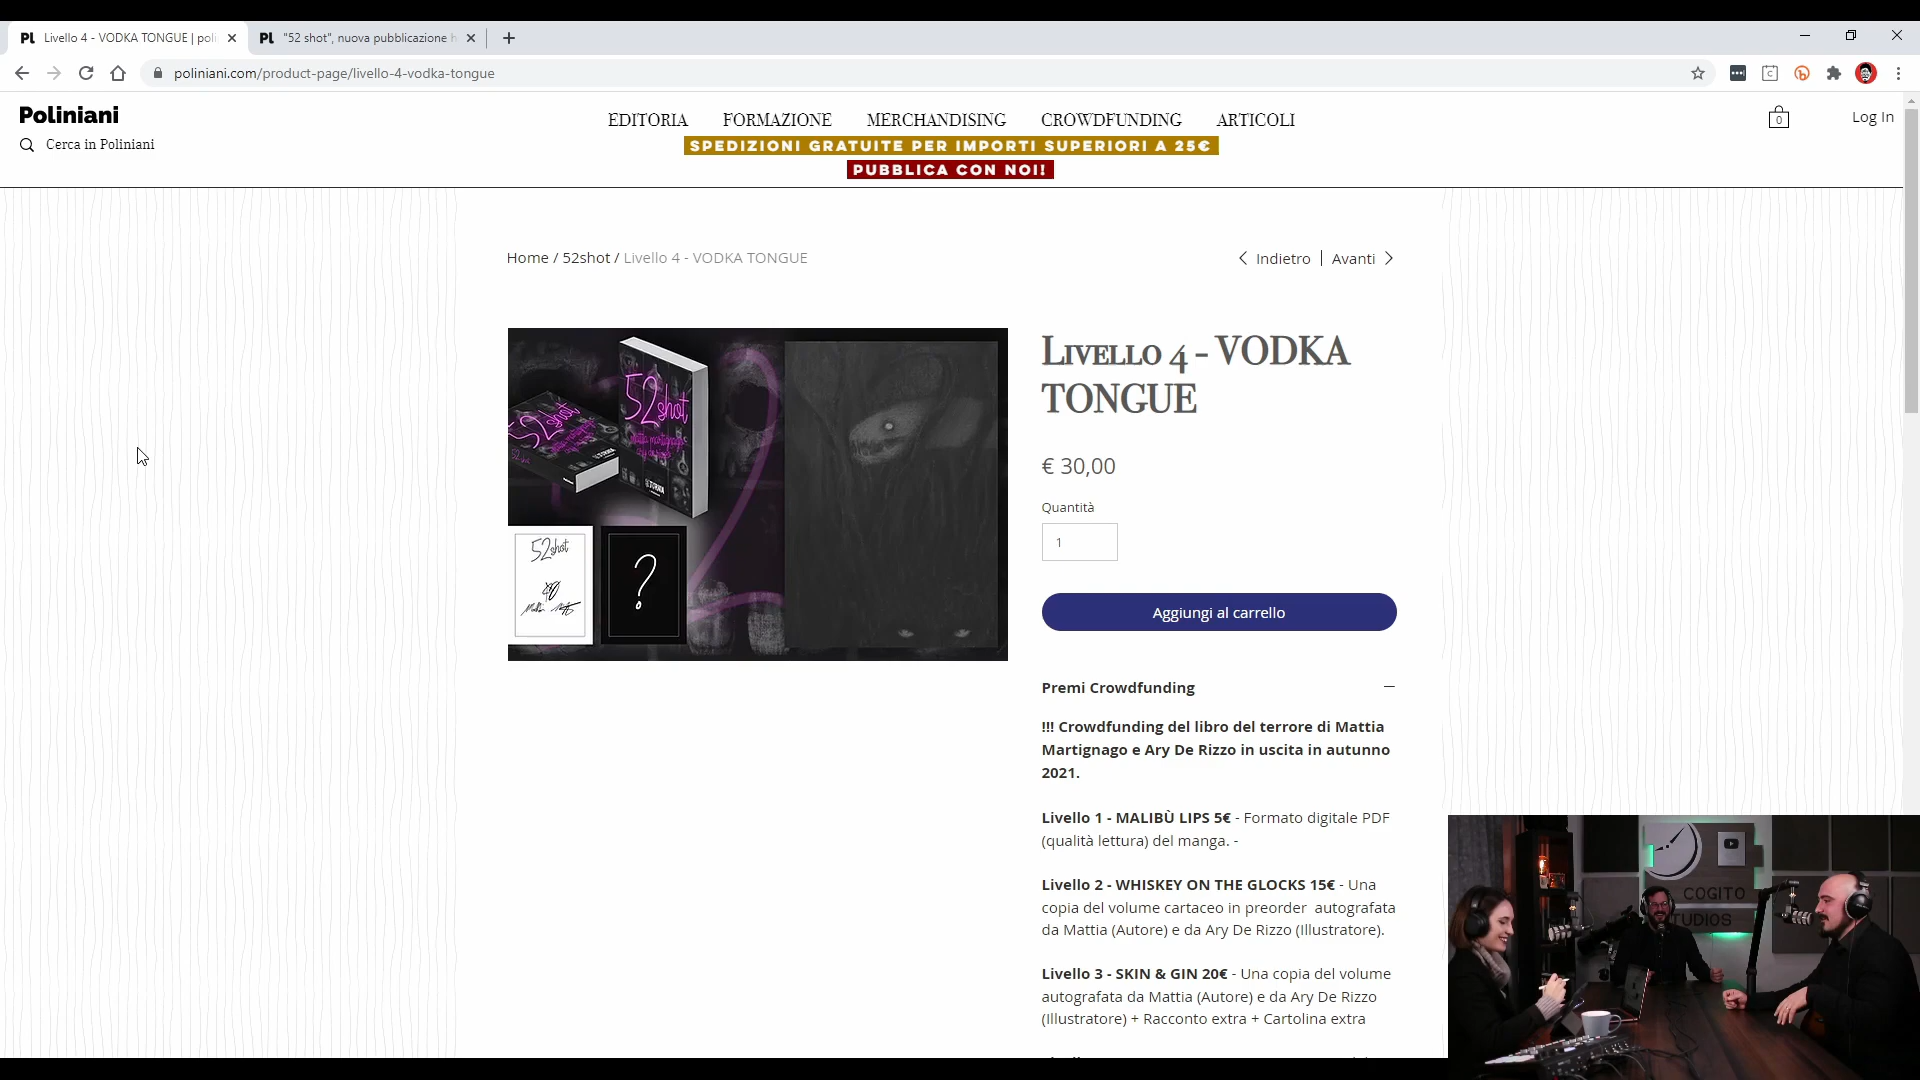 Livello 4 - VODKA TONGUE | poli
"52 shot", nuova pubblicazione h
poliniani.com/product-page/livello-4-vodka-tongue
Poliniani
Cerca in Poliniani
EDITORIA FORMAZIONE MERCHANDISING CROWDFUNDING ARTICOLI
SPEDIZIONI GRATUITE PER IMPORTI SUPERIORI A 25€
PUBBLICA CON NOI!
0
Log In
Home / 52shot / Livello 4 - VODKA TONGUE
Indietro | Avanti
52shot
52shot
mattia martignago
52shot
?
Livello 4 - VODKA
TONGUE
€ 30,00
Quantità
1
Aggiungi al carrello
Premi Crowdfunding
!!! Crowdfunding del libro del terrore di Mattia
Martignago e Ary De Rizzo in uscita in autunno
2021.
Livello 1 - MALIBÙ LIPS 5€ - Formato digitale PDF
(qualità lettura) del manga. -
Livello 2 - WHISKEY ON THE GLOCKS 15€ - Una
copia del volume cartaceo in preorder autografata
da Mattia (Autore) e da Ary De Rizzo (Illustratore).
Livello 3 - SKIN & GIN 20€ - Una copia del volume
autografata da Mattia (Autore) e da Ary De Rizzo
(Illustratore) + Racconto extra + Cartolina extra
COGITO
TUDIOS